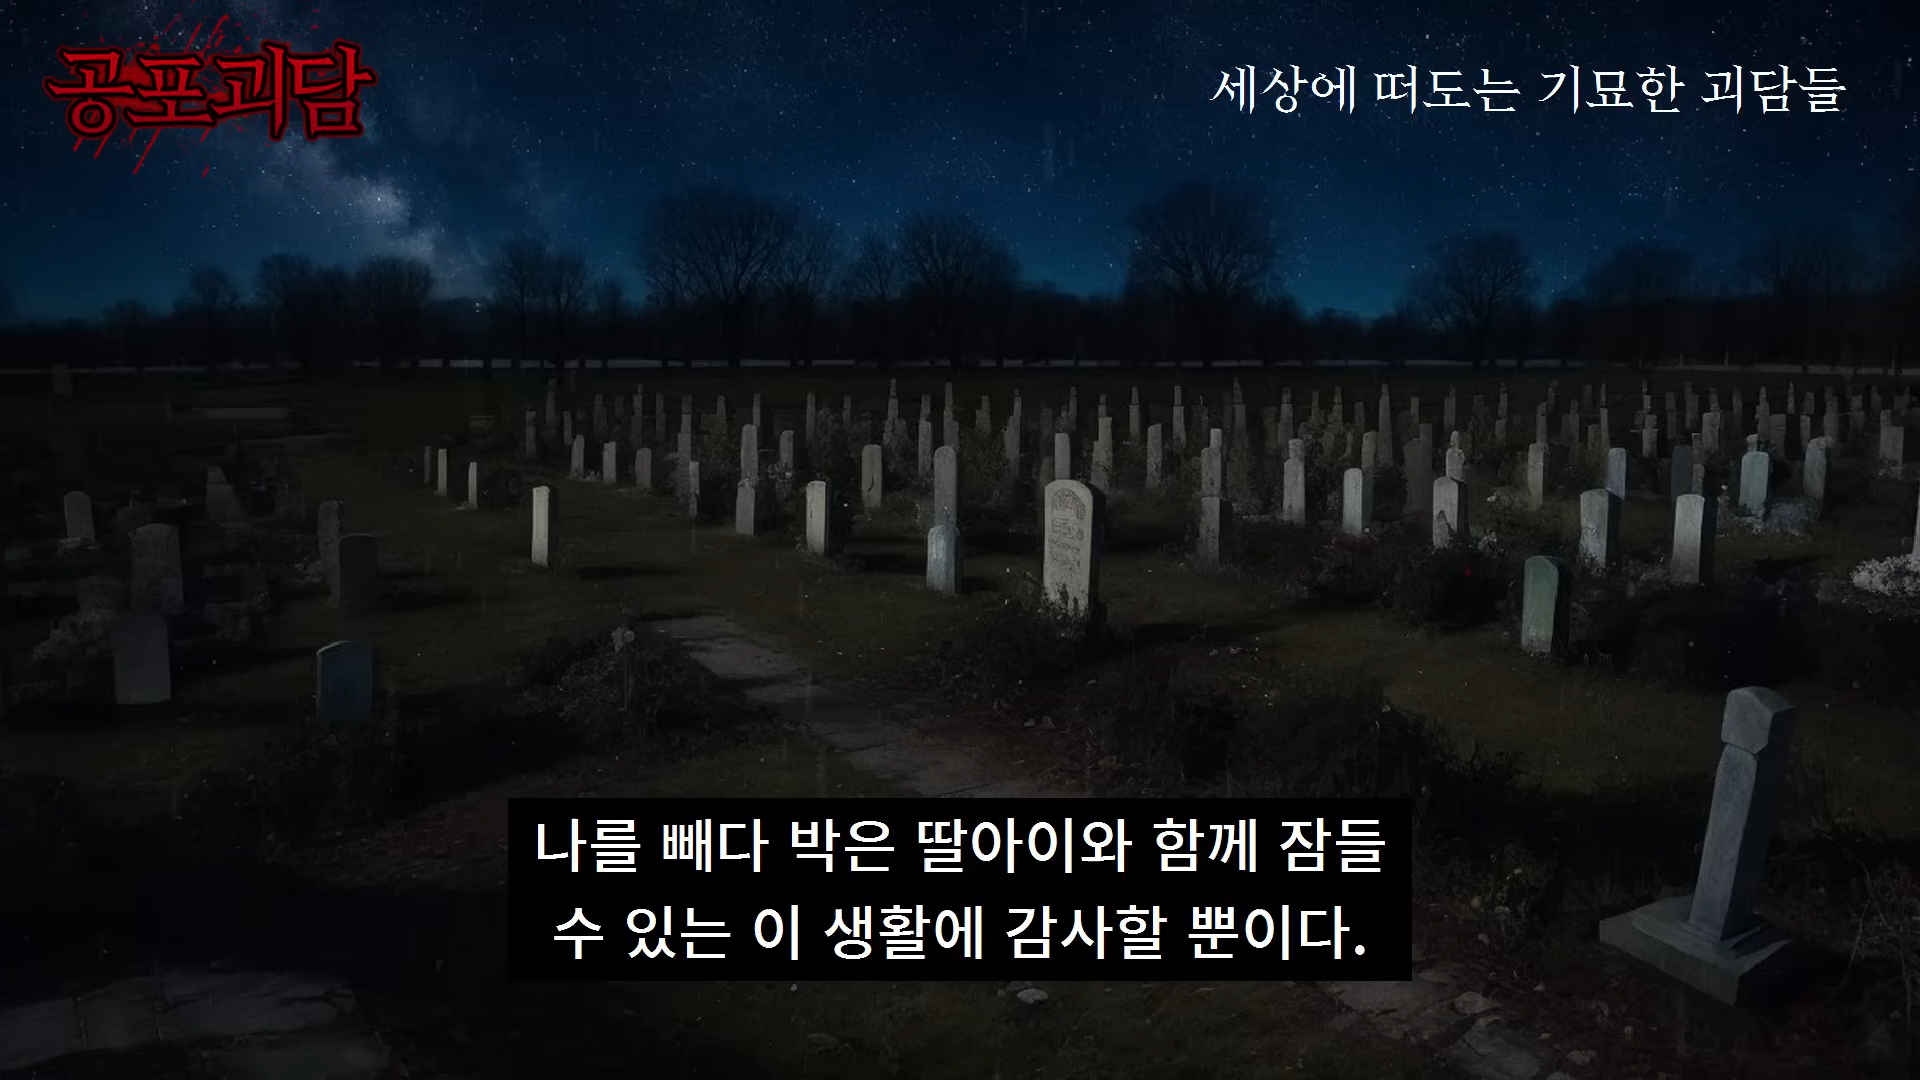 공포괴담
세상에 떠도는 기묘한 괴담들
나를 빼다 박은 딸아이와 함께 잠들
수 있는 이 생활에 감사할 뿐이다.